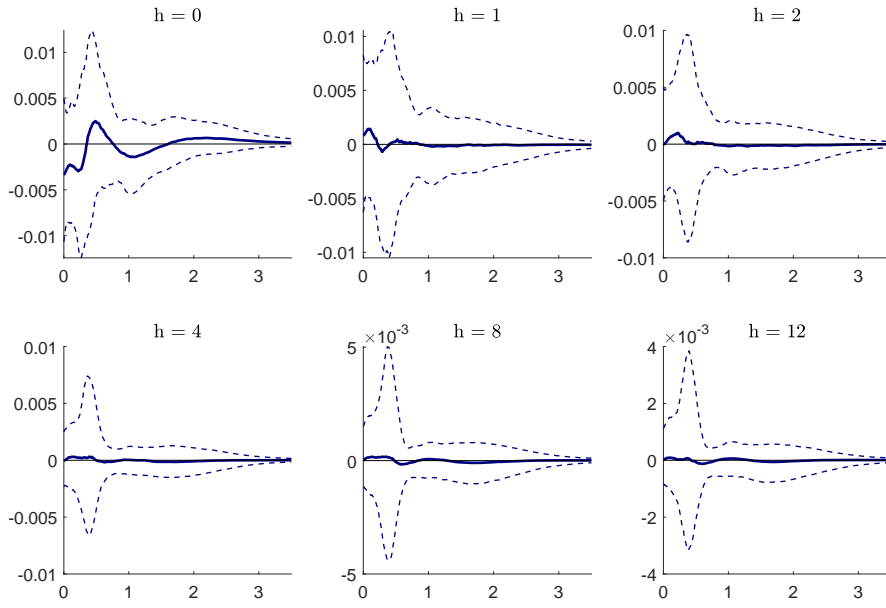 h = 0
0.01
0.005
0
-0.005
-0.01
0 1 2 3
h = 1
0.01
0.005
0
-0.005
-0.01
0 1 2 3
h = 2
0.01
0.005
0
-0.005
-0.01
0 1 2 3
h = 4
0.01
0.005
0
-0.005
-0.01
0 1 2 3
h = 8
×10⁻³
5
0
-5
0 1 2 3
h = 12
×10⁻³
4
2
0
-2
-4
0 1 2 3